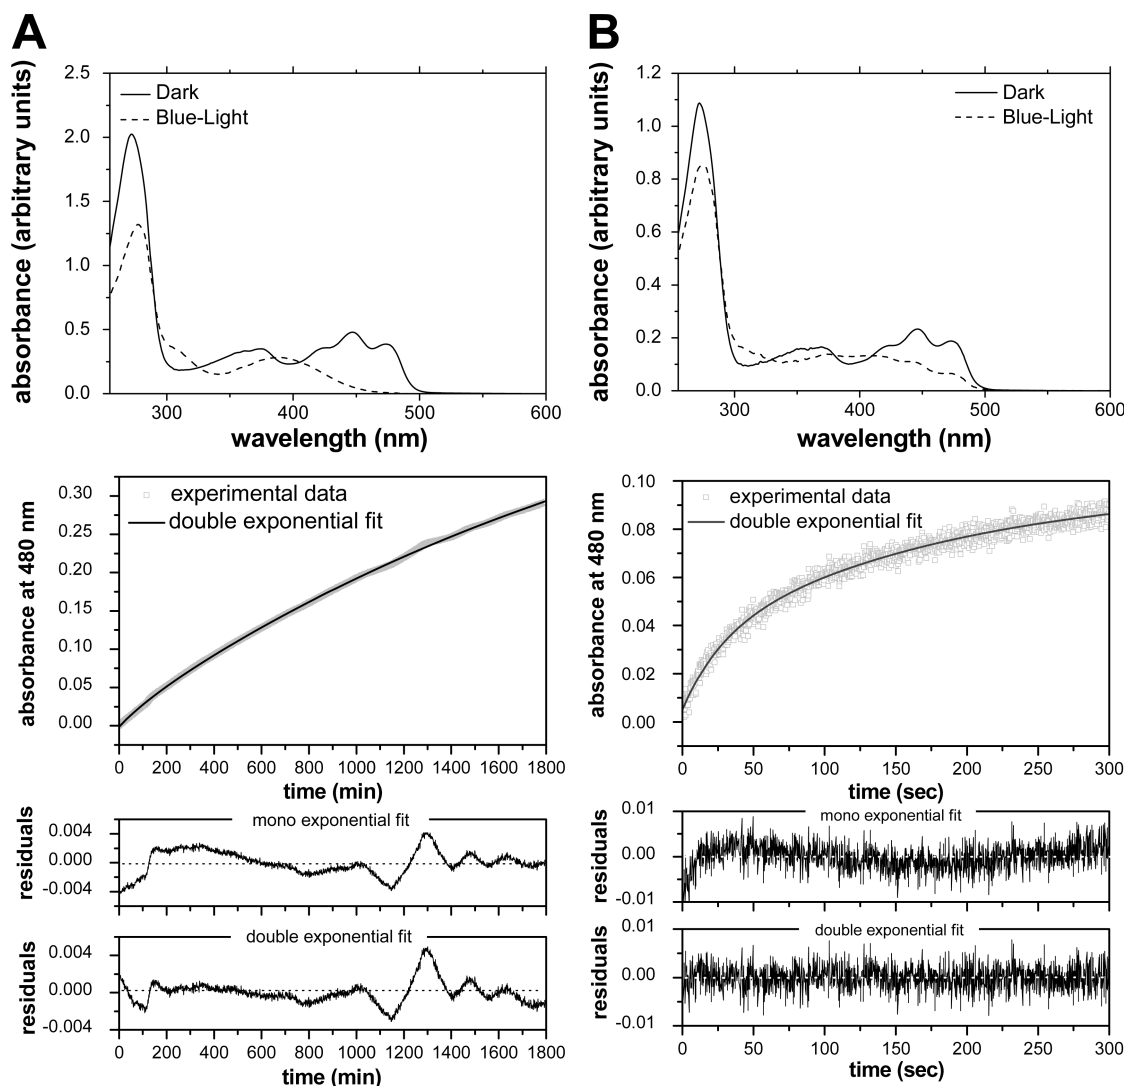 A
absorbance (arbitrary units)
2.5
2.0
1.5
1.0
0.5
0.0
Dark
Blue-Light
300
400
500
600
wavelength (nm)
B
absorbance (arbitrary units)
1.2
1.0
0.8
0.6
0.4
0.2
0.0
Dark
Blue-Light
300
400
500
600
wavelength (nm)
absorbance at 480 nm
0.30
0.25
0.20
0.15
0.10
0.05
0.00
experimental data
double exponential fit
0 200 400 600 800 1000 1200 1400 1600 1800
time (min)
absorbance at 480 nm
0.10
0.08
0.06
0.04
0.02
0.00
experimental data
double exponential fit
0 50 100 150 200 250 300
time (sec)
residuals
0.004
0.000
-0.004
mono exponential fit
residuals
0.004
0.000
-0.004
double exponential fit
0 200 400 600 800 1000 1200 1400 1600 1800
time (min)
residuals
0.01
0.00
-0.01
mono exponential fit
residuals
0.01
0.00
-0.01
double exponential fit
0 50 100 150 200 250 300
time (sec)